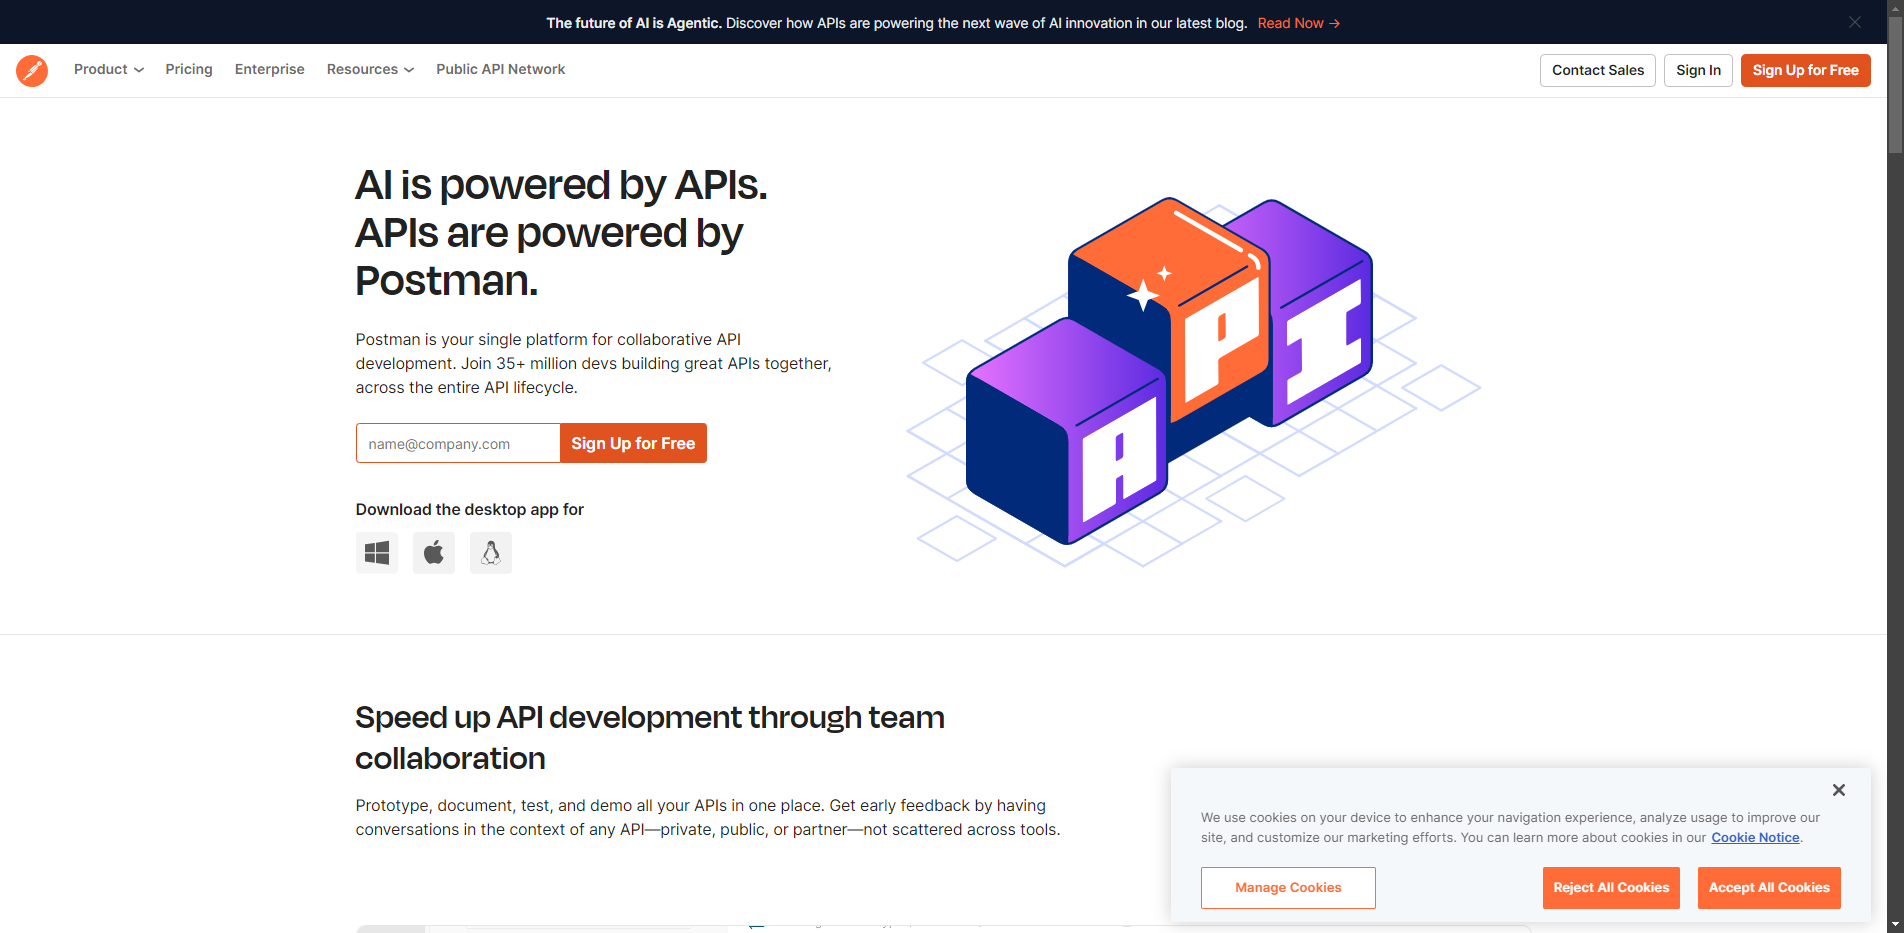 The future of AI is Agentic. Discover how APIs are powering the next wave of AI innovation in our latest blog. Read Now →
Product Pricing Enterprise Resources Public API Network
Contact Sales Sign In Sign Up for Free
AI is powered by APIs.
APIs are powered by
Postman.
Postman is your single platform for collaborative API
development. Join 35+ million devs building great APIs together,
across the entire API lifecycle.
name@company.com Sign Up for Free
Download the desktop app for
A P I
Speed up API development through team
collaboration
Prototype, document, test, and demo all your APIs in one place. Get early feedback by having
conversations in the context of any API—private, public, or partner—not scattered across tools.
We use cookies on your device to enhance your navigation experience, analyze usage to improve our
site, and customize our marketing efforts. You can learn more about cookies in our Cookie Notice.
Manage Cookies Reject All Cookies Accept All Cookies